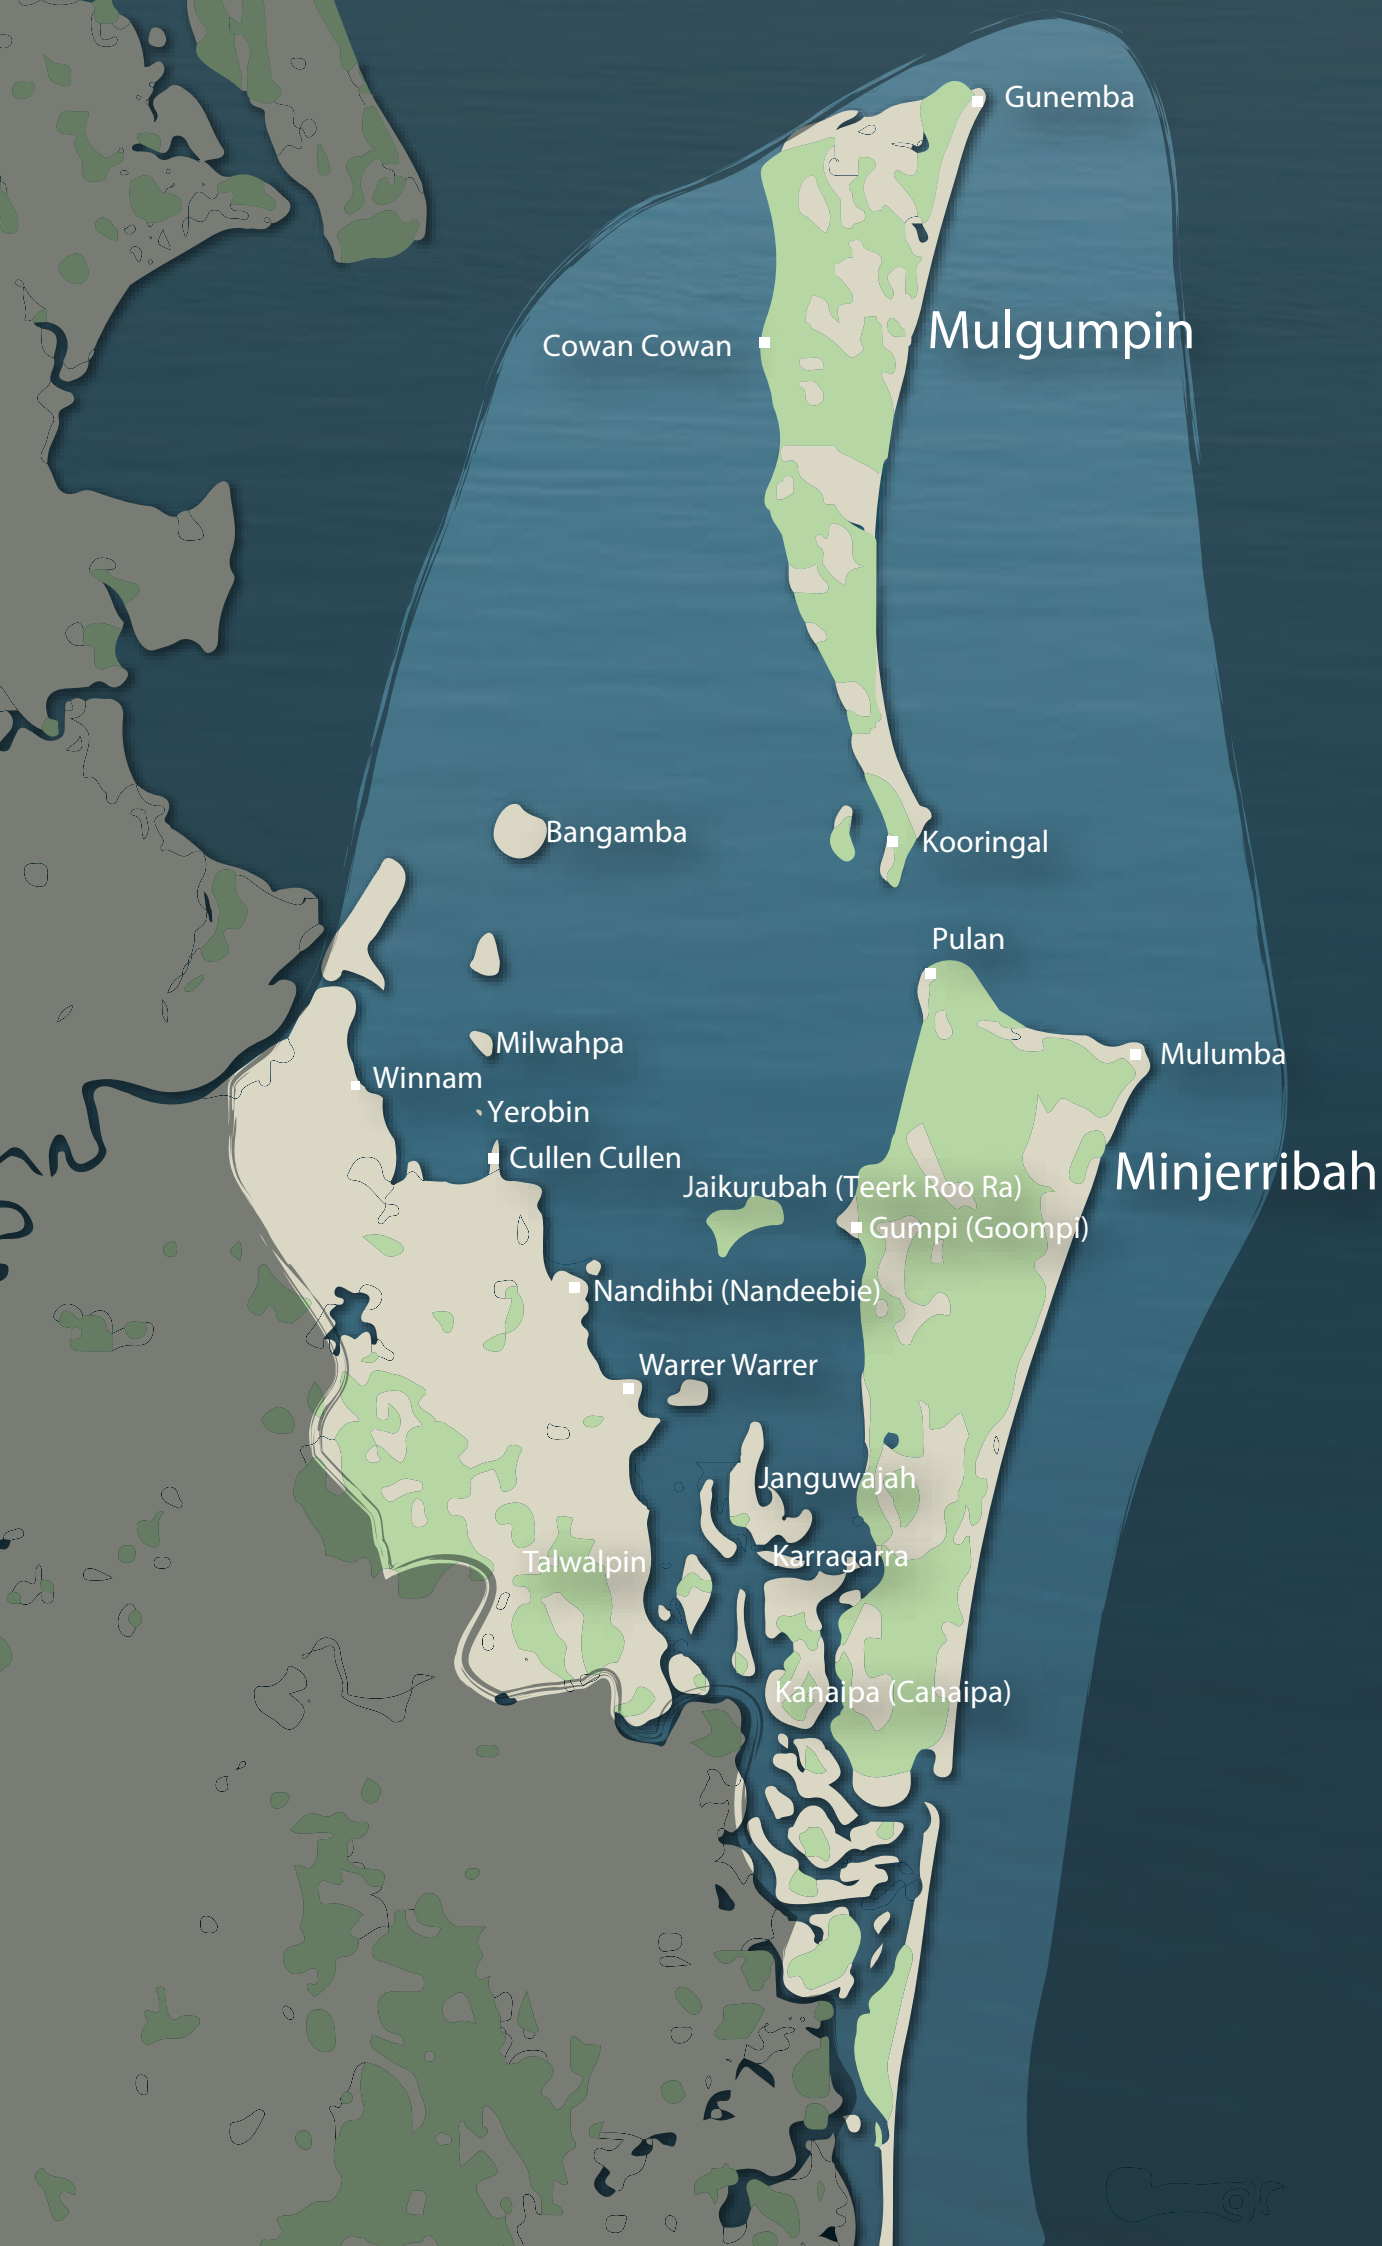 Gunemba
Mulgumpin
Cowan Cowan
Bangamba
Kooringal
Pulan
Milwahpa
Mulumba
Winnam
Yerobin
Cullen Cullen
Minjerribah
Jaikurubah (Teerk Roo Ra)
Gumpi (Goompi)
Nandihbi (Nandeebie)
Warrer Warrer
Janguwajah
Karragarra
Talwalpin
Kanaipa (Canaipa)